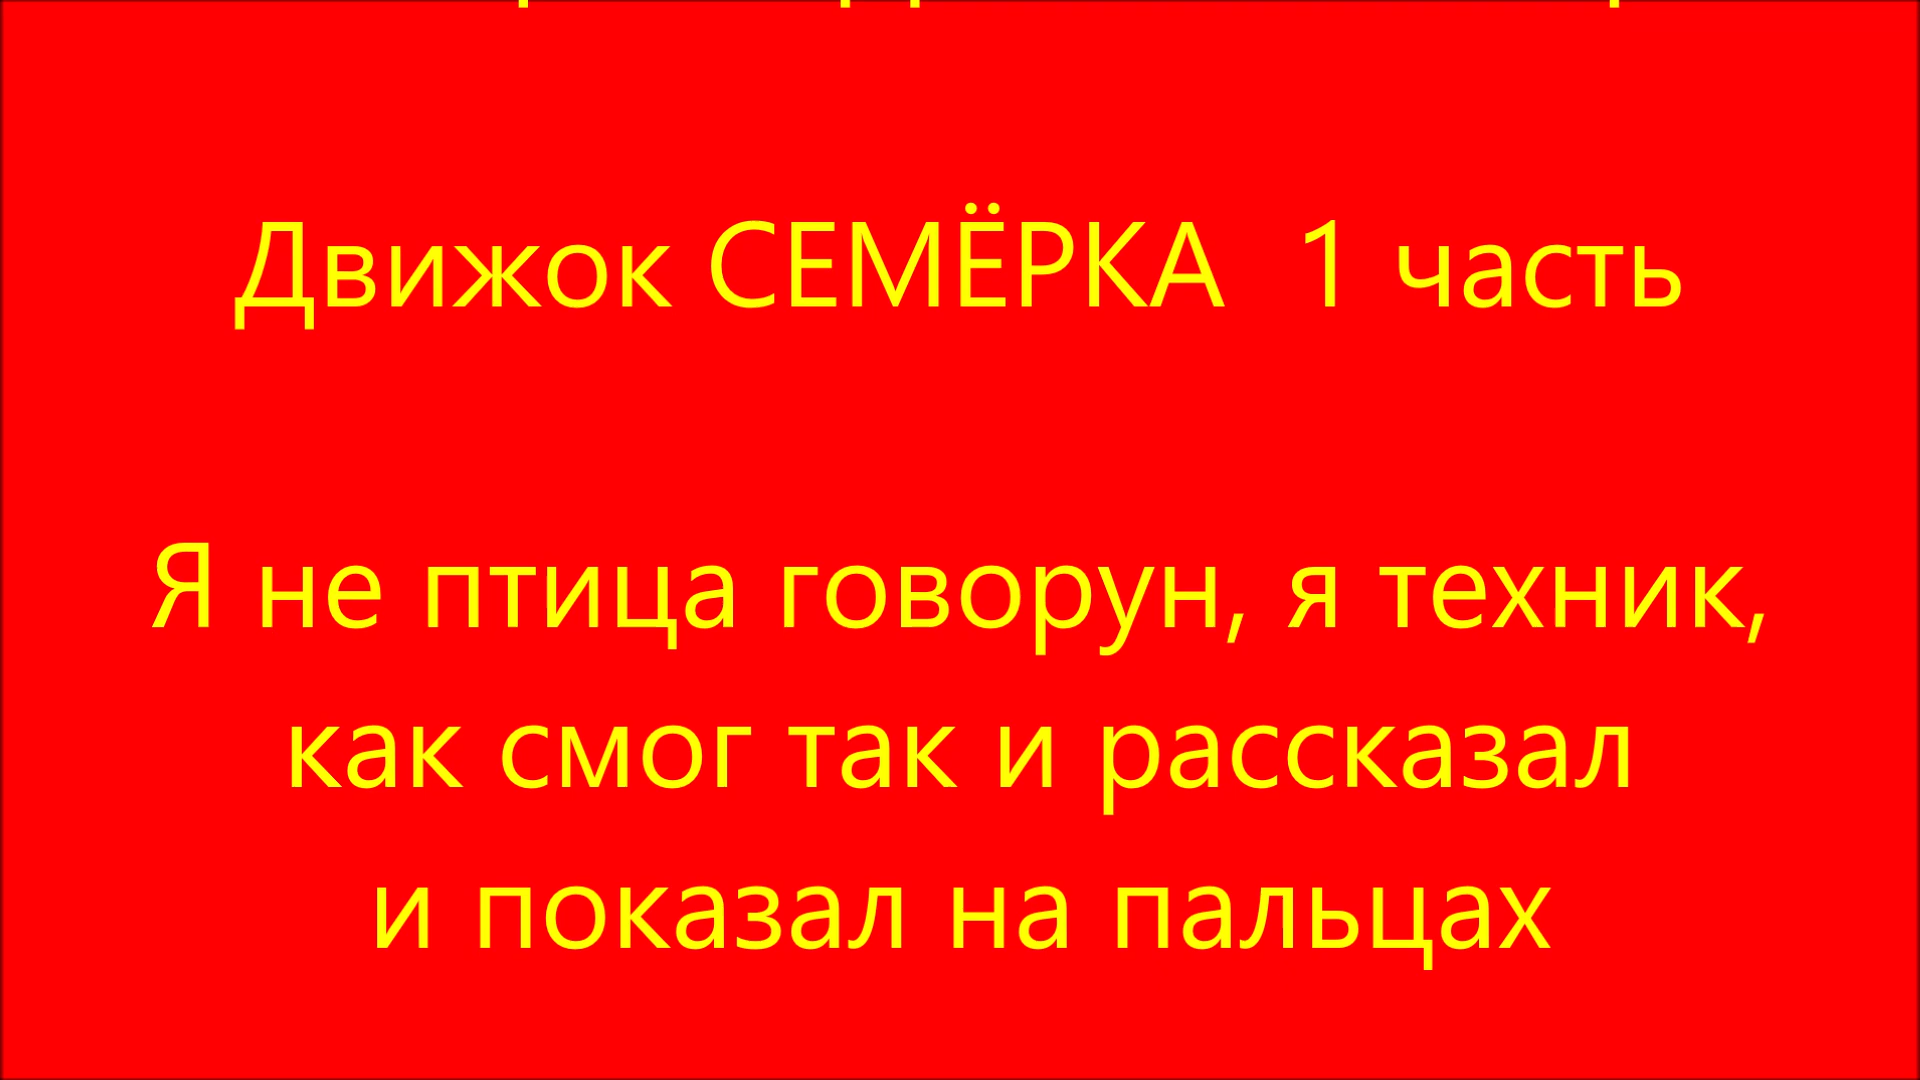 Движок СЕМЁРКА  1 часть
Я не птица говорун, я техник,
как смог так и рассказал
и показал на пальцах